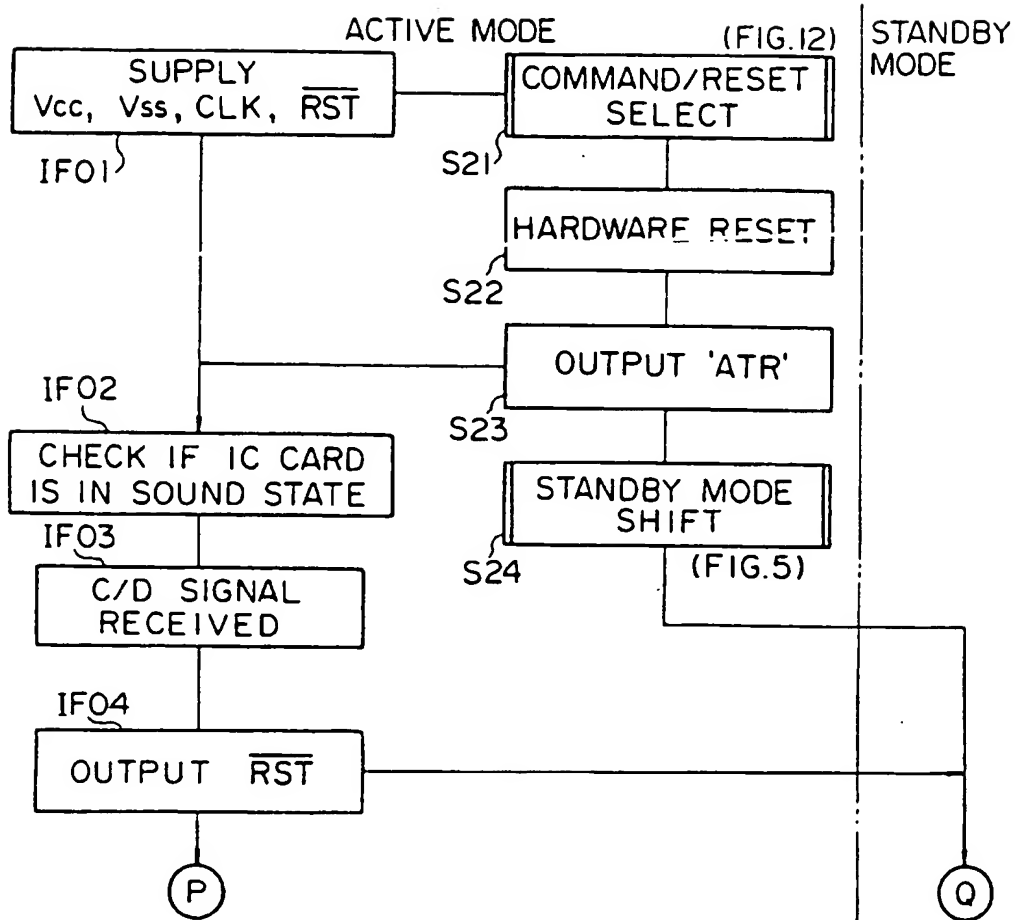 ACTIVE MODE
(FIG.12)
STANDBY
MODE
SUPPLY
Vcc, Vss, CLK, R̅S̅T̅
IF01
COMMAND/RESET
SELECT
S21
HARDWARE RESET
S22
OUTPUT 'ATR'
S23
IF02
CHECK IF IC CARD
IS IN SOUND STATE
STANDBY MODE
SHIFT
S24
(FIG.5)
IF03
C/D SIGNAL
RECEIVED
IF04
OUTPUT R̅S̅T̅
P
Q